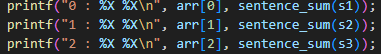 printf("0 : %X %X\n", arr[0], sentence_sum(s1));
printf("1 : %X %X\n", arr[1], sentence_sum(s2));
printf("2 : %X %X\n", arr[2], sentence_sum(s3));